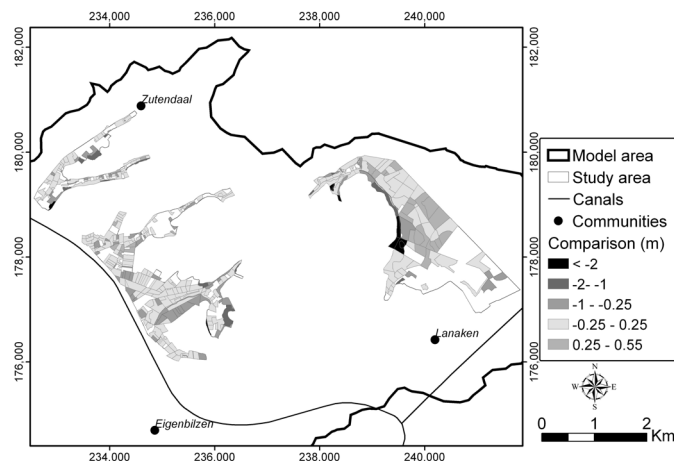 234,000 236,000 238,000 240,000
182,000 182,000
Zutendaal
180,000 180,000
178,000 178,000
Lanaken
176,000 176,000
Eigenbilzen
234,000 236,000 238,000 240,000
Model area
Study area
Canals
Communities
Comparison (m)
< -2
-2- -1
-1 - -0.25
-0.25 - 0.25
0.25 - 0.55
N
W E
S
0 1 2
Km